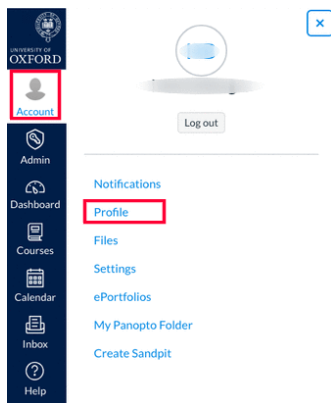 UNIVERSITY OF
OXFORD
Account
Admin
Dashboard
Courses
Calendar
Inbox
Help
×
Log out
Notifications
Profile
Files
Settings
ePortfolios
My Panopto Folder
Create Sandpit